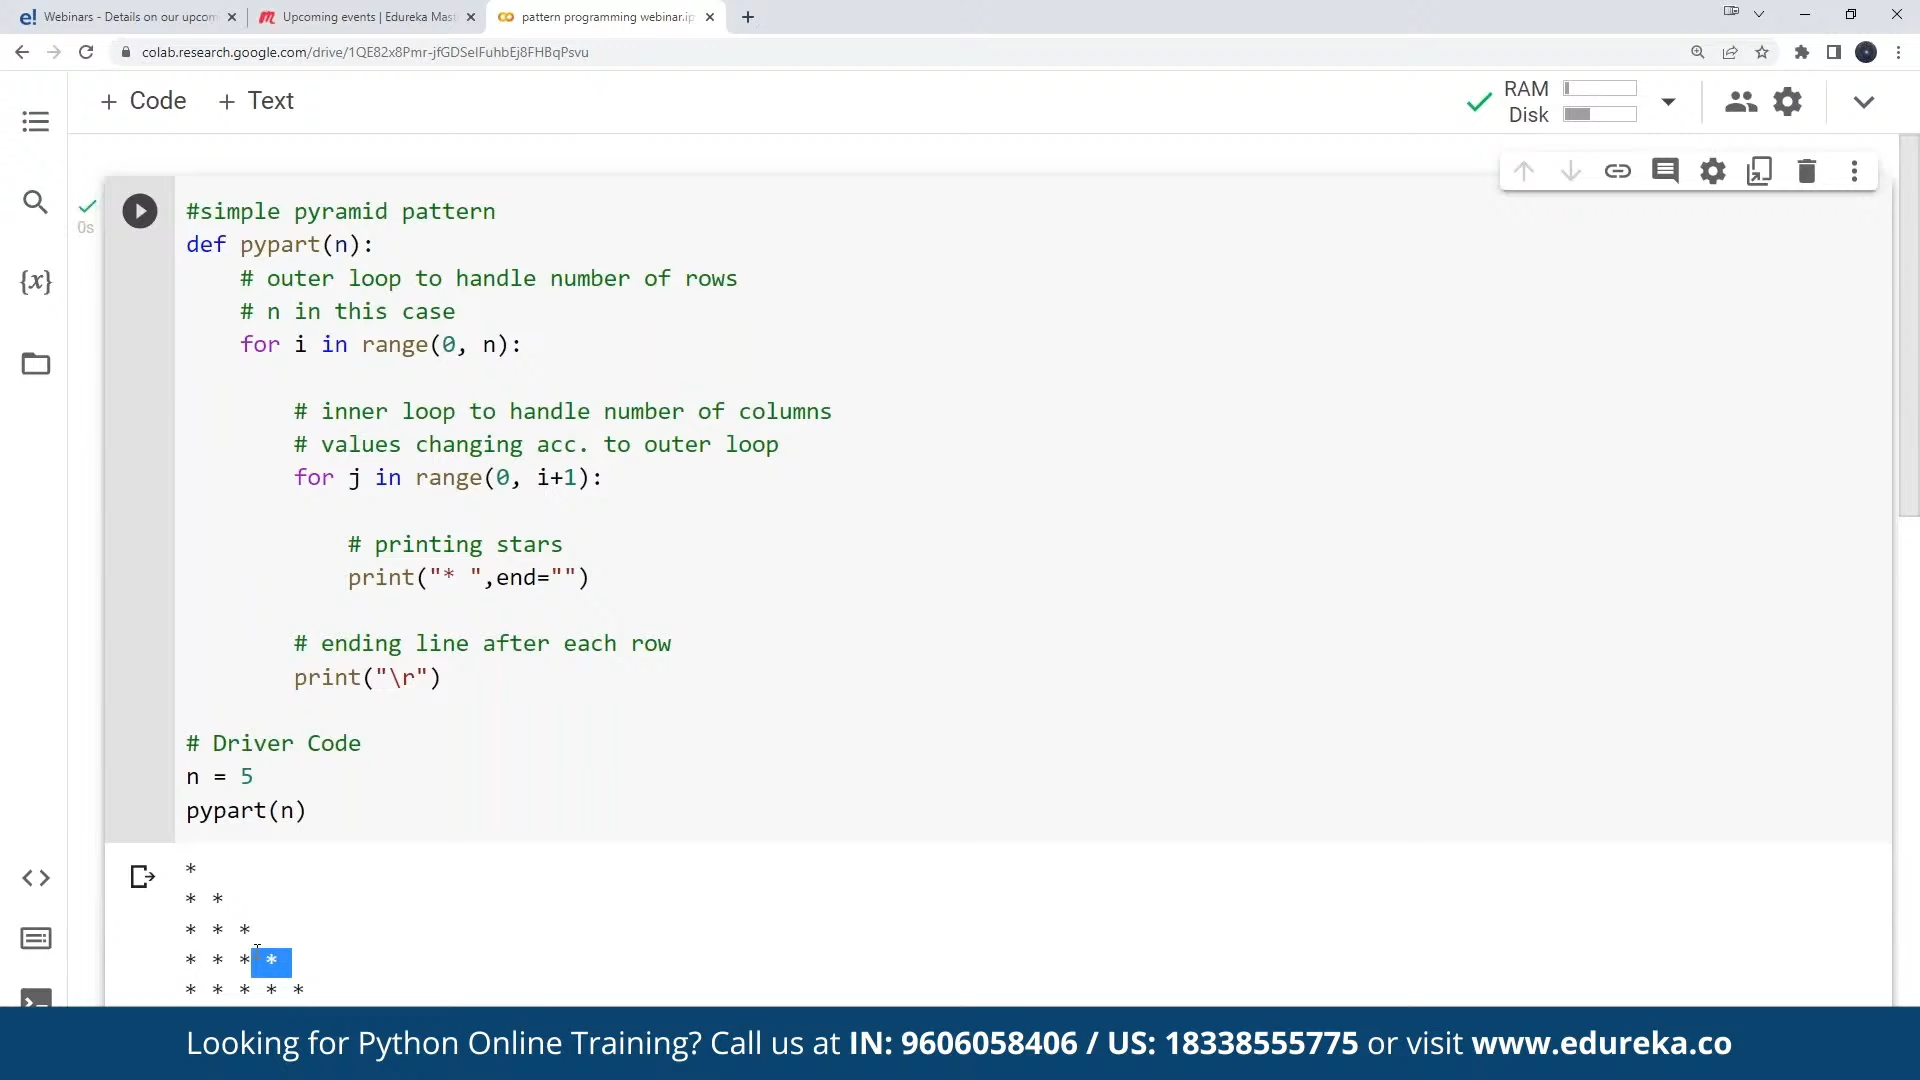 Webinars - Details on our upcom
Upcoming events | Edureka Mast
pattern programming webinar.ip
colab.research.google.com/drive/1QE82x8Pmr-jfGDSeIFuhbEj8FHBqPsvu
+ Code + Text
RAM
Disk
0s
{x}
#simple pyramid pattern
def pypart(n):
# outer loop to handle number of rows
# n in this case
for i in range(0, n):
# inner loop to handle number of columns
# values changing acc. to outer loop
for j in range(0, i+1):
# printing stars
print("* ",end="")
# ending line after each row
print("\r")
# Driver Code
n = 5
pypart(n)
*
* *
* * *
* * * *
* * * * *
Looking for Python Online Training? Call us at IN: 9606058406 / US: 18338555775 or visit www.edureka.co